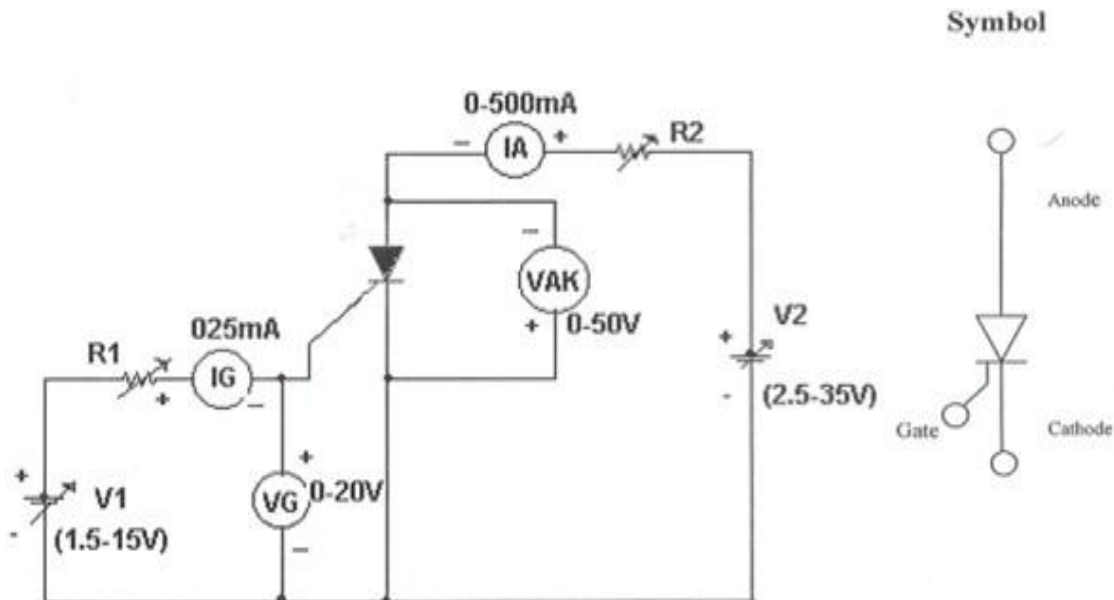 Symbol
0-500mA
− IA + R2
Anode
−
VAK
+ 0-50V
V2
+
- (2.5-35V)
025mA
R1
+ IG −
Gate
Cathode
+
V1
- (1.5-15V)
+
VG 0-20V
−